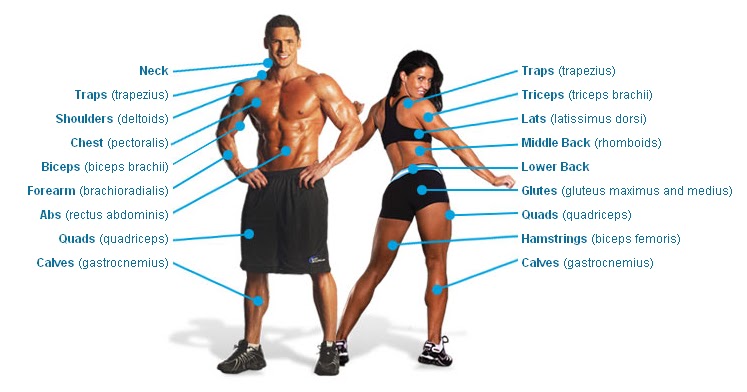 Neck
Traps (trapezius)
Shoulders (deltoids)
Chest (pectoralis)
Biceps (biceps brachii)
Forearm (brachioradialis)
Abs (rectus abdominis)
Quads (quadriceps)
Calves (gastrocnemius)
Traps (trapezius)
Triceps (triceps brachii)
Lats (latissimus dorsi)
Middle Back (rhomboids)
Lower Back
Glutes (gluteus maximus and medius)
Quads (quadriceps)
Hamstrings (biceps femoris)
Calves (gastrocnemius)